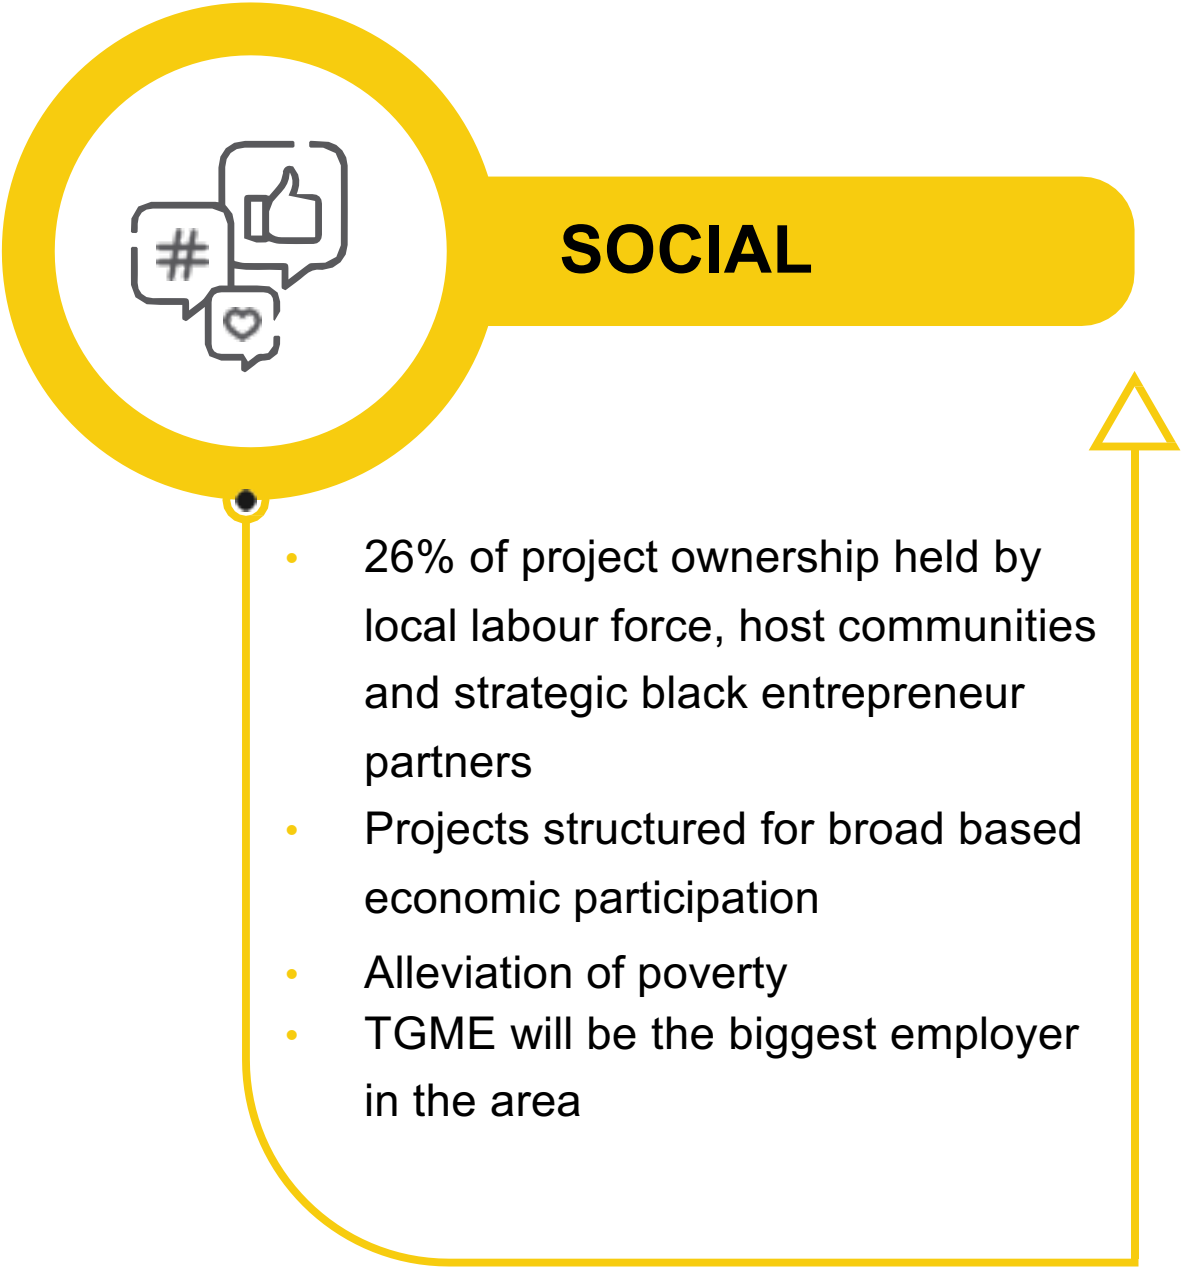 #
SOCIAL
• 26% of project ownership held by
local labour force, host communities
and strategic black entrepreneur
partners
• Projects structured for broad based
economic participation
• Alleviation of poverty
• TGME will be the biggest employer
in the area